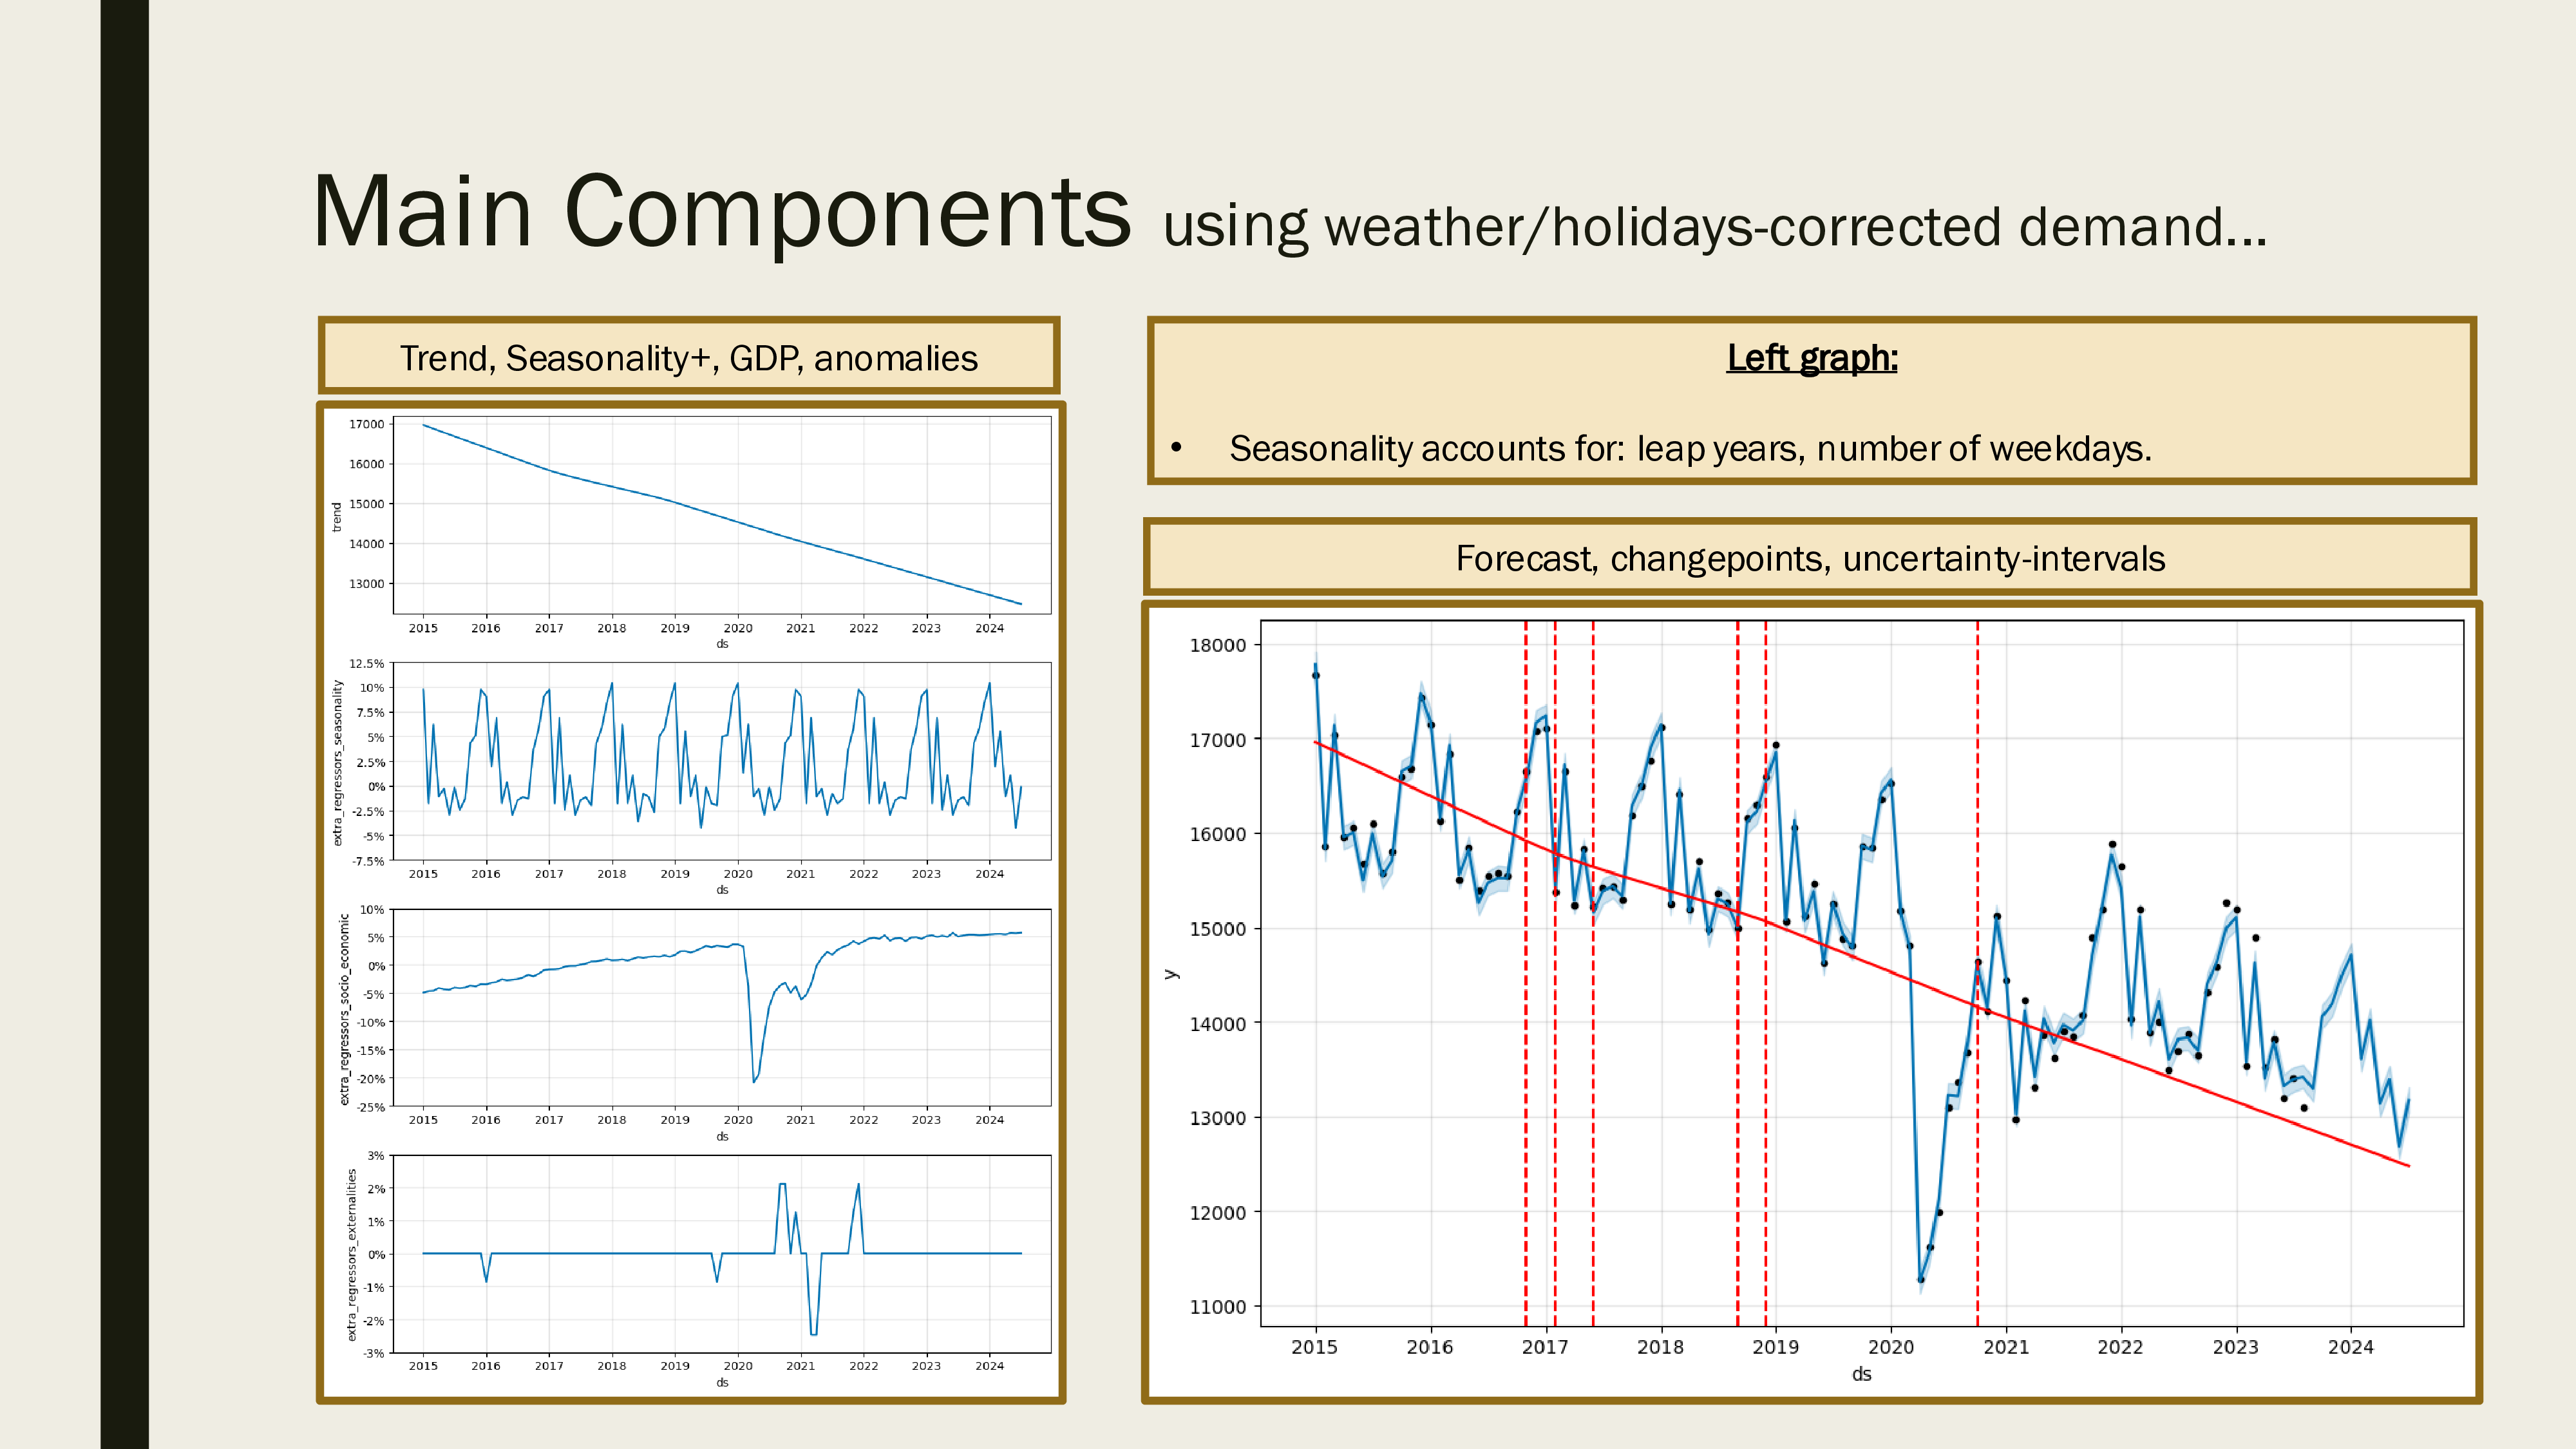 Main Components using weather/holidays-corrected demand...
Trend, Seasonality+, GDP, anomalies
17000
16000
15000
14000
13000
trend
2015 2016 2017 2018 2019 2020 2021 2022 2023 2024
ds
12.5%
10%
7.5%
5%
2.5%
0%
-2.5%
-5%
-7.5%
extra_regressors_seasonality
2015 2016 2017 2018 2019 2020 2021 2022 2023 2024
ds
10%
5%
0%
-5%
-10%
-15%
-20%
-25%
extra_regressors_socio_economic
2015 2016 2017 2018 2019 2020 2021 2022 2023 2024
ds
3%
2%
1%
0%
-1%
-2%
-3%
extra_regressors_externalities
2015 2016 2017 2018 2019 2020 2021 2022 2023 2024
ds
Left graph:
• Seasonality accounts for: leap years, number of weekdays.
Forecast, changepoints, uncertainty-intervals
18000
17000
16000
15000
14000
13000
12000
11000
y
2015 2016 2017 2018 2019 2020 2021 2022 2023 2024
ds